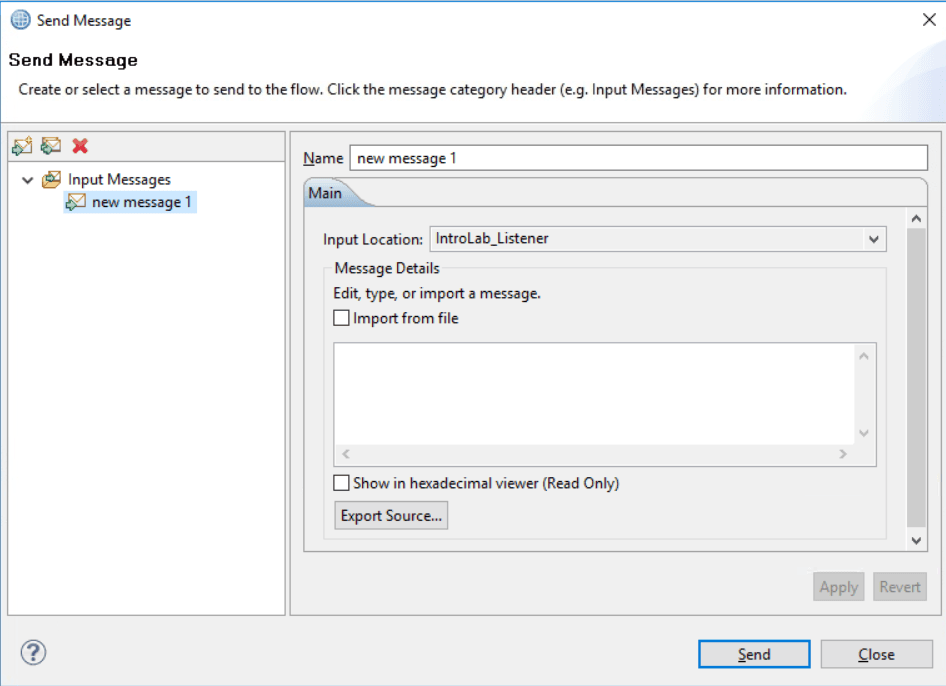 Send Message
Send Message
Create or select a message to send to the flow. Click the message category header (e.g. Input Messages) for more information.
Input Messages
new message 1
Name new message 1
Main
Input Location: IntroLab_Listener
Message Details
Edit, type, or import a message.
Import from file
Show in hexadecimal viewer (Read Only)
Export Source...
Apply Revert
Send Close